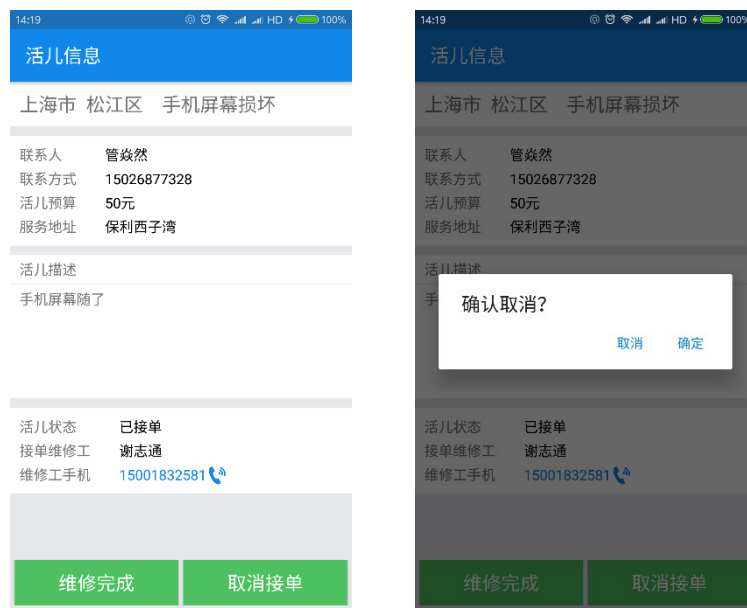 14:19 HD 100%
活儿信息
上海市 松江区 手机屏幕损坏
联系人 管焱然
联系方式 15026877328
活儿预算 50元
服务地址 保利西子湾
活儿描述
手机屏幕随了
活儿状态 已接单
接单维修工 谢志通
维修工手机 15001832581
维修完成 取消接单
14:19 HD 100%
活儿信息
上海市 松江区 手机屏幕损坏
联系人 管焱然
联系方式 15026877328
活儿预算 50元
服务地址 保利西子湾
活儿描述
手
确认取消?
取消 确定
活儿状态 已接单
接单维修工 谢志通
维修工手机 15001832581
维修完成 取消接单